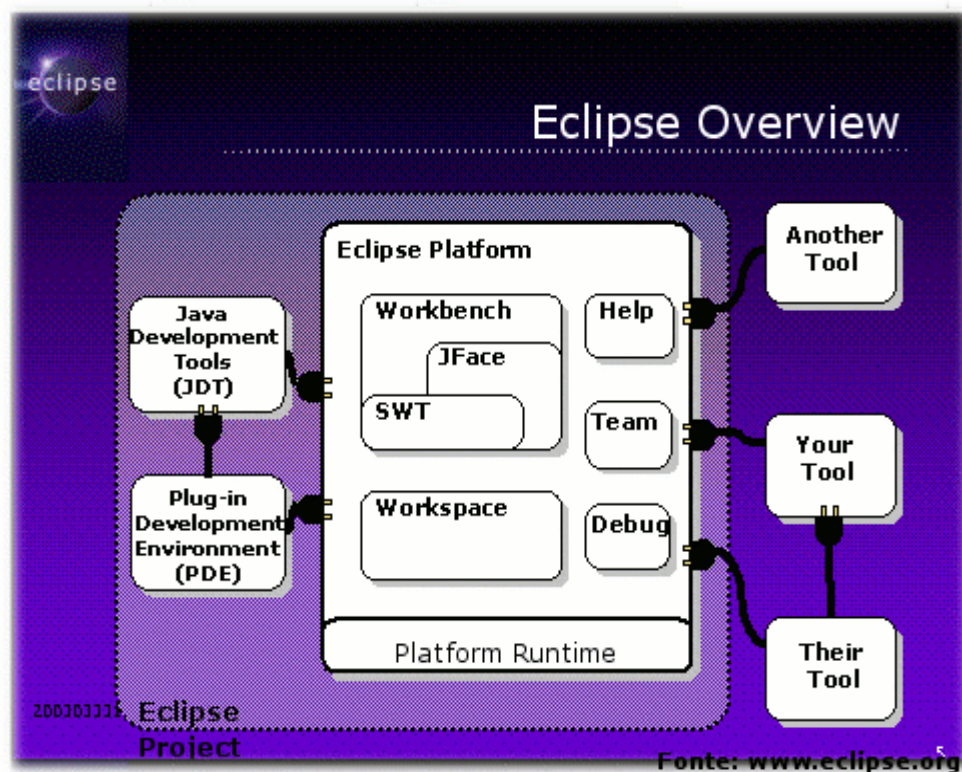 eclipse
Eclipse Overview
Eclipse Platform
Workbench
JFace
SWT
Workspace
Help
Team
Debug
Platform Runtime
Java
Development
Tools
(JDT)
Plug-in
Development
Environment
(PDE)
Another
Tool
Your
Tool
Their
Tool
Eclipse
Project
5
Fonte: www.eclipse.org